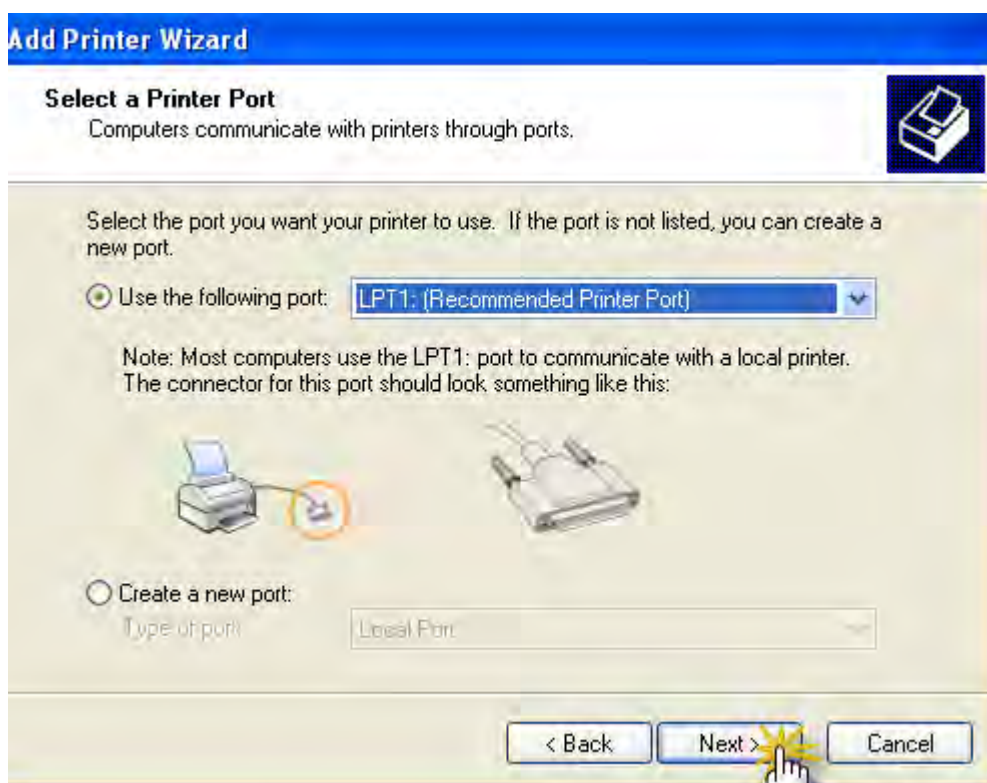 Add Printer Wizard
Select a Printer Port
Computers communicate with printers through ports.
Select the port you want your printer to use.  If the port is not listed, you can create a
new port.
Use the following port: LPT1: (Recommended Printer Port)
Note: Most computers use the LPT1: port to communicate with a local printer.
The connector for this port should look something like this:
Create a new port:
Type of port: Local Port
< Back Next > Cancel